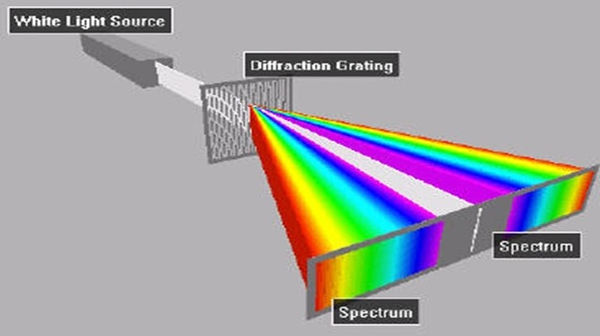 White Light Source
Diffraction Grating
Spectrum
Spectrum